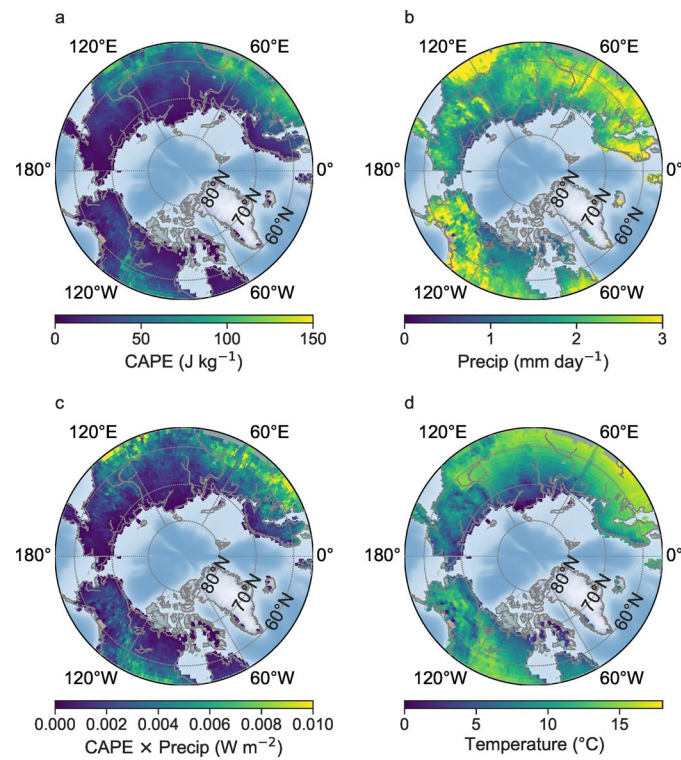 a
b
120°E
60°E
120°E
60°E
180°
0°
180°
0°
80°N
70°N
60°N
80°N
70°N
60°N
120°W
60°W
120°W
60°W
0 50 100 150
CAPE (J kg⁻¹)
0 1 2 3
Precip (mm day⁻¹)
c
d
120°E
60°E
120°E
60°E
180°
0°
180°
0°
80°N
70°N
60°N
80°N
70°N
60°N
120°W
60°W
120°W
60°W
0.000 0.002 0.004 0.006 0.008 0.010
CAPE × Precip (W m⁻²)
0 5 10 15
Temperature (°C)